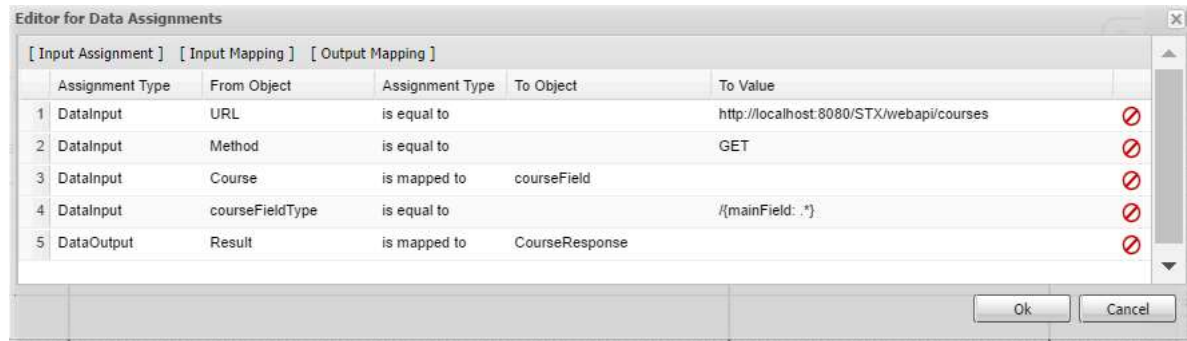 Editor for Data Assignments
[ Input Assignment ] [ Input Mapping ] [ Output Mapping ]
Assignment Type From Object Assignment Type To Object To Value
1 DataInput URL is equal to http://localhost:8080/STX/webapi/courses
2 DataInput Method is equal to GET
3 DataInput Course is mapped to courseField
4 DataInput courseFieldType is equal to /{mainField: .*}
5 DataOutput Result is mapped to CourseResponse
Ok Cancel